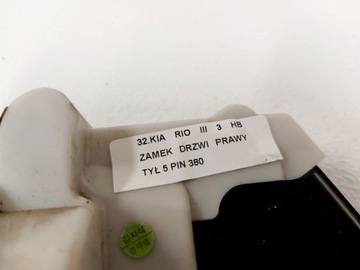 32.KIA RIO III 3 HB
ZAMEK DRZWI PRAWY
TYŁ 5 PIN 380